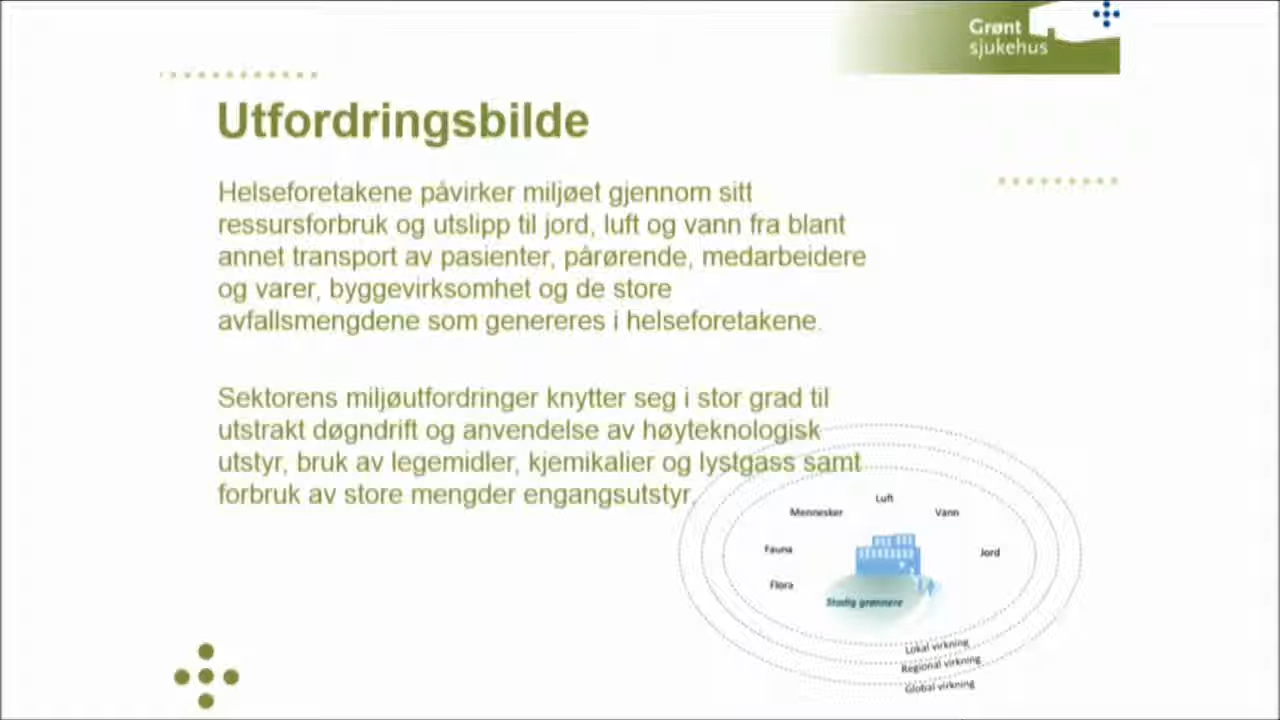 Grønt
sjukehus
Utfordringsbilde
Helseforetakene påvirker miljøet gjennom sitt
ressursforbruk og utslipp til jord, luft og vann fra blant
annet transport av pasienter, pårørende, medarbeidere
og varer, byggevirksomhet og de store
avfallsmengdene som genereres i helseforetakene.
Sektorens miljøutfordringer knytter seg i stor grad til
utstrakt døgndrift og anvendelse av høyteknologisk
utstyr, bruk av legemidler, kjemikalier og lystgass samt
forbruk av store mengder engangsutstyr.
Luft
Mennesker
Vann
Fauna
Jord
Flora
Stadig grønnere
Lokal virkning
Regional virkning
Global virkning